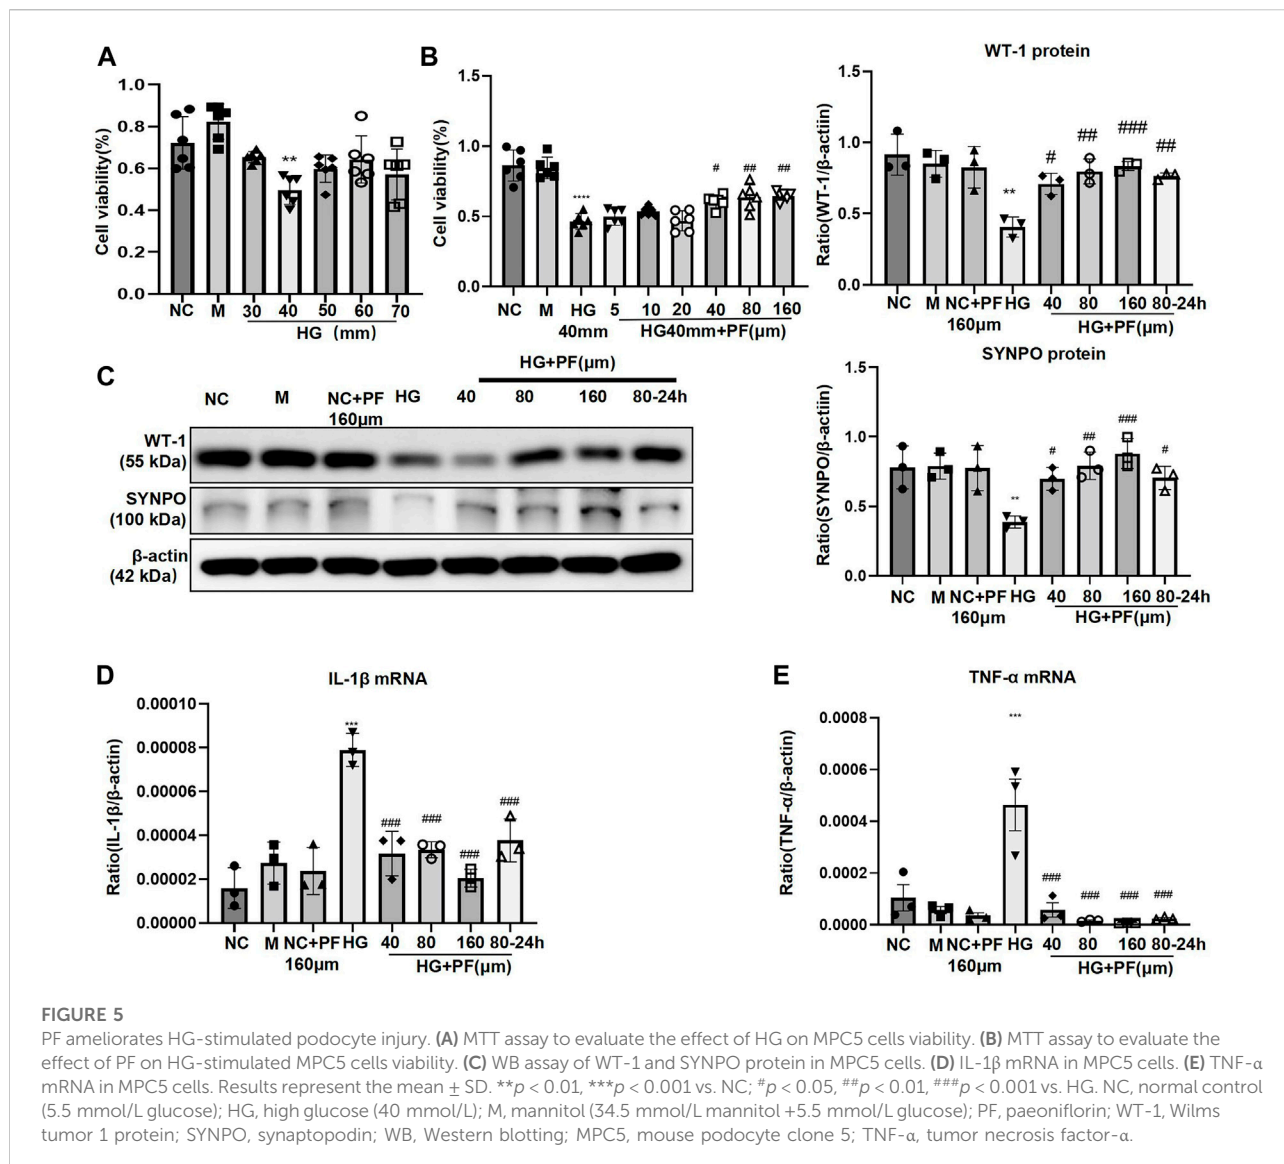 A
Cell viability(%)
1.0
0.8
0.6
0.4
0.2
0.0
**
NC M 30 40 50 60 70
HG (mm)
B
Cell viability(%)
1.5
1.0
0.5
0.0
**** # ## ##
NC M HG 5 10 20 40 80 160
40mm HG40mm+PF(μm)
WT-1 protein
Ratio(WT-1/β-actiin)
1.5
1.0
0.5
0.0
** # ## ### ##
NC M NC+PF HG 40 80 160 80-24h
160μm HG+PF(μm)
C
HG+PF(μm)
NC M NC+PF HG 40 80 160 80-24h
160μm
WT-1
(55 kDa)
SYNPO
(100 kDa)
β-actin
(42 kDa)
SYNPO protein
Ratio(SYNPO/β-actiin)
1.5
1.0
0.5
0.0
** # ## ### #
NC M NC+PF HG 40 80 160 80-24h
160μm HG+PF(μm)
D
IL-1β mRNA
Ratio(IL-1β/β-actin)
0.00010
0.00008
0.00006
0.00004
0.00002
0.00000
*** ### ### ### ###
NC M NC+PF HG 40 80 160 80-24h
160μm HG+PF(μm)
E
TNF-α mRNA
Ratio(TNF-α/β-actin)
0.0008
0.0006
0.0004
0.0002
0.0000
*** ### ### ### ###
NC M NC+PF HG 40 80 160 80-24h
160μm HG+PF(μm)
FIGURE 5
PF ameliorates HG-stimulated podocyte injury. (A) MTT assay to evaluate the effect of HG on MPC5 cells viability. (B) MTT assay to evaluate the
effect of PF on HG-stimulated MPC5 cells viability. (C) WB assay of WT-1 and SYNPO protein in MPC5 cells. (D) IL-1β mRNA in MPC5 cells. (E) TNF-α
mRNA in MPC5 cells. Results represent the mean ± SD. **p < 0.01, ***p < 0.001 vs. NC; #p < 0.05, ##p < 0.01, ###p < 0.001 vs. HG. NC, normal control
(5.5 mmol/L glucose); HG, high glucose (40 mmol/L); M, mannitol (34.5 mmol/L mannitol +5.5 mmol/L glucose); PF, paeoniflorin; WT-1, Wilms
tumor 1 protein; SYNPO, synaptopodin; WB, Western blotting; MPC5, mouse podocyte clone 5; TNF-α, tumor necrosis factor-α.